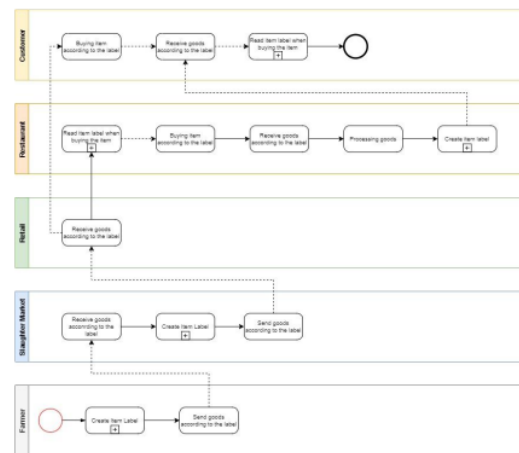 Customer
Buying item
according to the label
Receive goods
according to the label
Read item label when
buying the item
Restaurant
Read item label when
buying the item
Buying item
according to the label
Receive goods
according to the label
Processing goods
Create item label
Retail
Receive goods
according to the label
Slaughter Market
Receive goods
according to the
label
Create Item Label
Send goods
according to the label
Farmer
Create Item Label
Send goods
according to the label